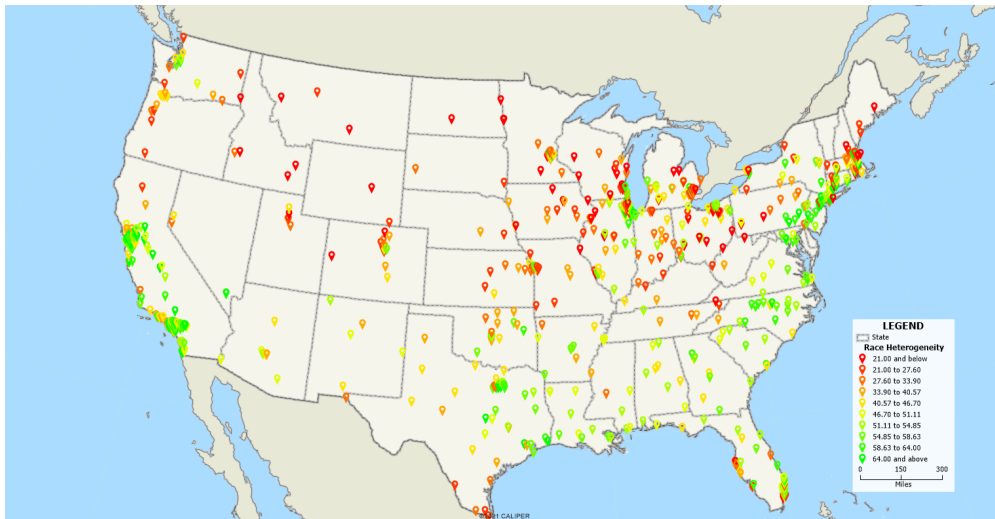 LEGEND
State
Race Heterogeneity
21.00 and below
21.00 to 27.60
27.60 to 33.90
33.90 to 40.57
40.57 to 46.70
46.70 to 51.11
51.11 to 54.85
54.85 to 58.63
58.63 to 64.00
64.00 and above
0 150 300
Miles
2021 CALIPER